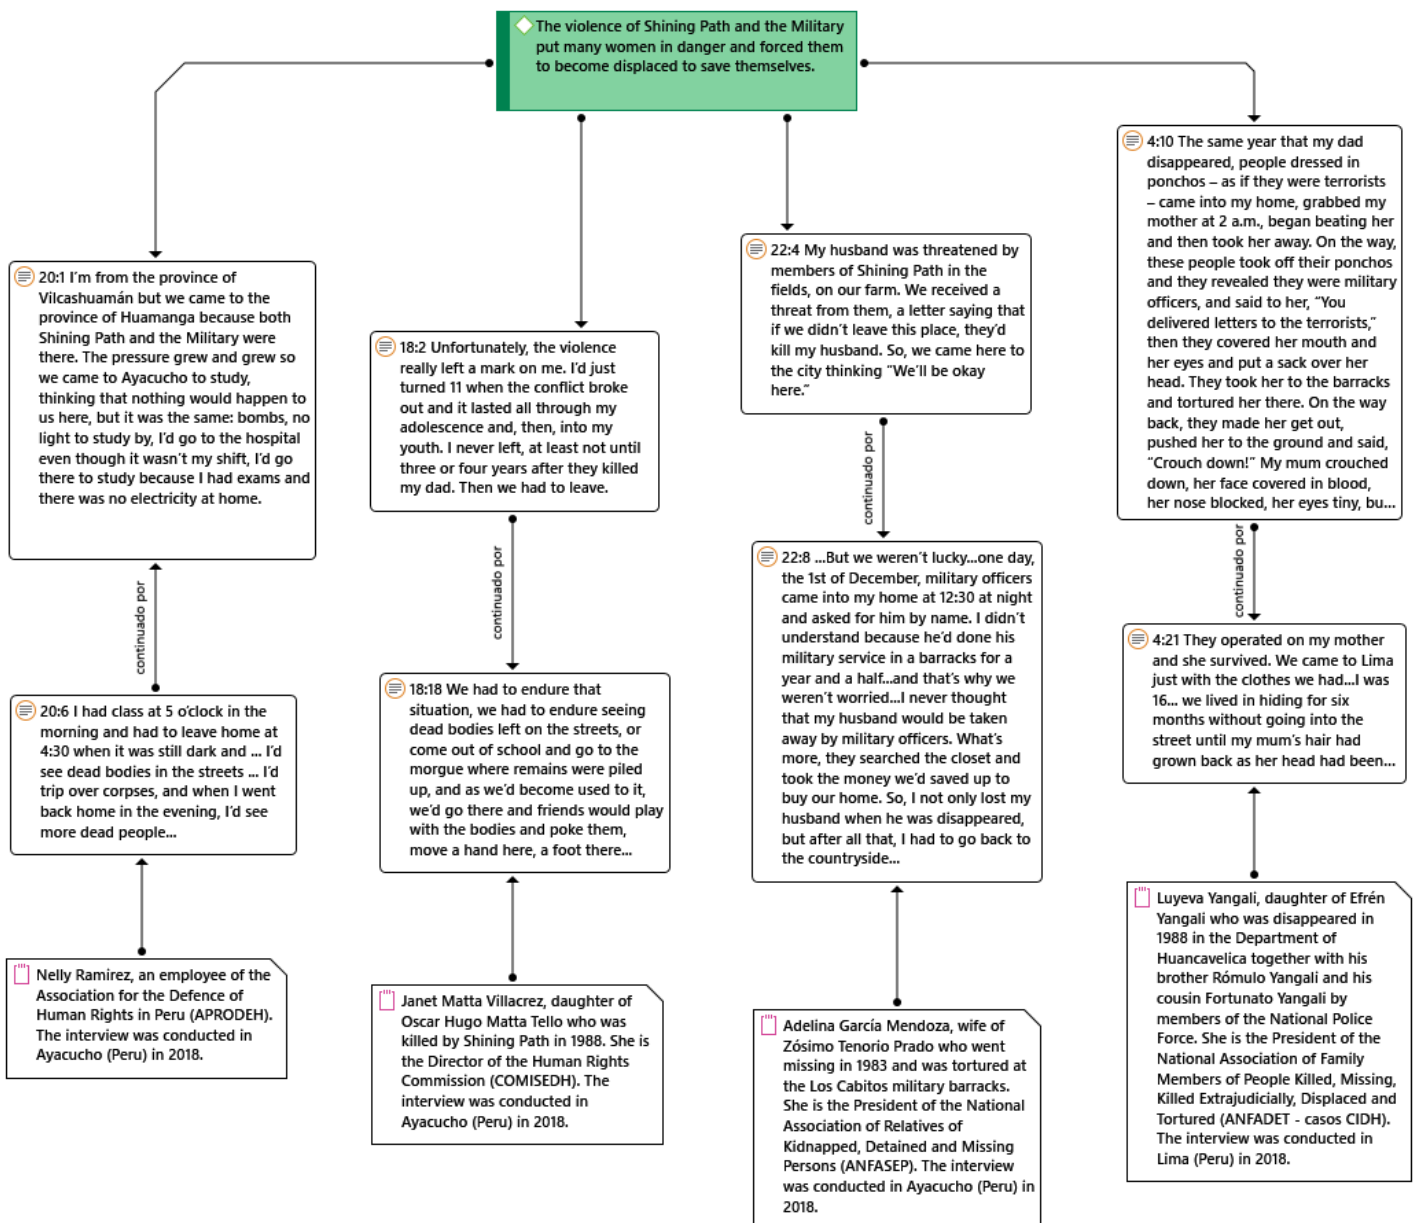 The violence of Shining Path and the Military
put many women in danger and forced them
to become displaced to save themselves.
20:1 I'm from the province of
Vilcashuamán but we came to the
province of Huamanga because both
Shining Path and the Military were
there. The pressure grew and grew so
we came to Ayacucho to study,
thinking that nothing would happen to
us here, but it was the same: bombs, no
light to study by, I'd go to the hospital
even though it wasn't my shift, I'd go
there to study because I had exams and
there was no electricity at home.
continuado por
20:6 I had class at 5 o'clock in the
morning and had to leave home at
4:30 when it was still dark and ... I'd
see dead bodies in the streets ... I'd
trip over corpses, and when I went
back home in the evening, I'd see
more dead people...
Nelly Ramirez, an employee of the
Association for the Defence of
Human Rights in Peru (APRODEH).
The interview was conducted in
Ayacucho (Peru) in 2018.
18:2 Unfortunately, the violence
really left a mark on me. I'd just
turned 11 when the conflict broke
out and it lasted all through my
adolescence and, then, into my
youth. I never left, at least not until
three or four years after they killed
my dad. Then we had to leave.
continuado por
18:18 We had to endure that
situation, we had to endure seeing
dead bodies left on the streets, or
come out of school and go to the
morgue where remains were piled
up, and as we'd become used to it,
we'd go there and friends would play
with the bodies and poke them,
move a hand here, a foot there...
Janet Matta Villacrez, daughter of
Oscar Hugo Matta Tello who was
killed by Shining Path in 1988. She is
the Director of the Human Rights
Commission (COMISEDH). The
interview was conducted in
Ayacucho (Peru) in 2018.
22:4 My husband was threatened by
members of Shining Path in the
fields, on our farm. We received a
threat from them, a letter saying that
if we didn't leave this place, they'd
kill my husband. So, we came here to
the city thinking "We'll be okay
here."
continuado por
22:8 ...But we weren't lucky...one day,
the 1st of December, military officers
came into my home at 12:30 at night
and asked for him by name. I didn't
understand because he'd done his
military service in a barracks for a
year and a half...and that's why we
weren't worried...I never thought
that my husband would be taken
away by military officers. What's
more, they searched the closet and
took the money we'd saved up to
buy our home. So, I not only lost my
husband when he was disappeared,
but after all that, I had to go back to
the countryside...
Adelina García Mendoza, wife of
Zósimo Tenorio Prado who went
missing in 1983 and was tortured at
the Los Cabitos military barracks.
She is the President of the National
Association of Relatives of
Kidnapped, Detained and Missing
Persons (ANFASEP). The interview
was conducted in Ayacucho (Peru) in
2018.
4:10 The same year that my dad
disappeared, people dressed in
ponchos – as if they were terrorists
– came into my home, grabbed my
mother at 2 a.m., began beating her
and then took her away. On the way,
these people took off their ponchos
and they revealed they were military
officers, and said to her, "You
delivered letters to the terrorists,"
then they covered her mouth and
her eyes and put a sack over her
head. They took her to the barracks
and tortured her there. On the way
back, they made her get out,
pushed her to the ground and said,
"Crouch down!" My mum crouched
down, her face covered in blood,
her nose blocked, her eyes tiny, bu...
continuado por
4:21 They operated on my mother
and she survived. We came to Lima
just with the clothes we had...I was
16... we lived in hiding for six
months without going into the
street until my mum's hair had
grown back as her head had been...
Luyeva Yangali, daughter of Efrén
Yangali who was disappeared in
1988 in the Department of
Huancavelica together with his
brother Rómulo Yangali and his
cousin Fortunato Yangali by
members of the National Police
Force. She is the President of the
National Association of Family
Members of People Killed, Missing,
Killed Extrajudicially, Displaced and
Tortured (ANFADET - casos CIDH).
The interview was conducted in
Lima (Peru) in 2018.